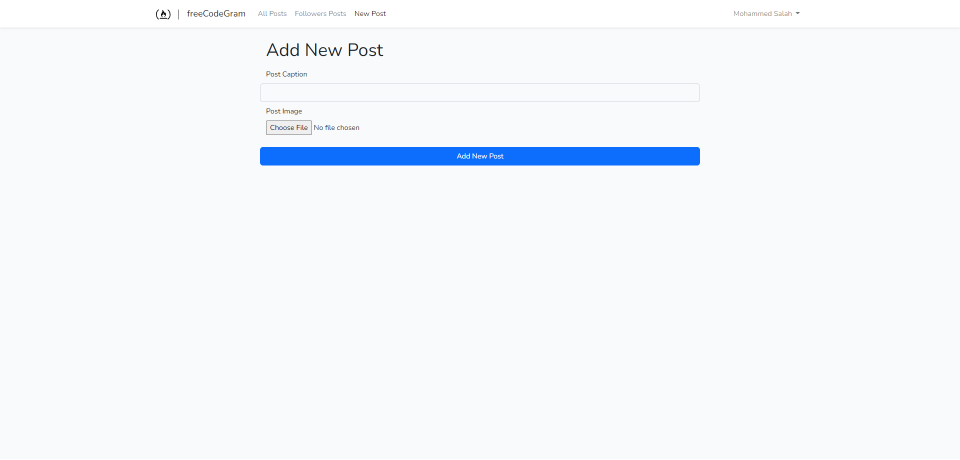 (🔥) | freeCodeGram All Posts Followers Posts New Post Mohammed Salah
Add New Post
Post Caption
Post Image
Choose File No file chosen
Add New Post